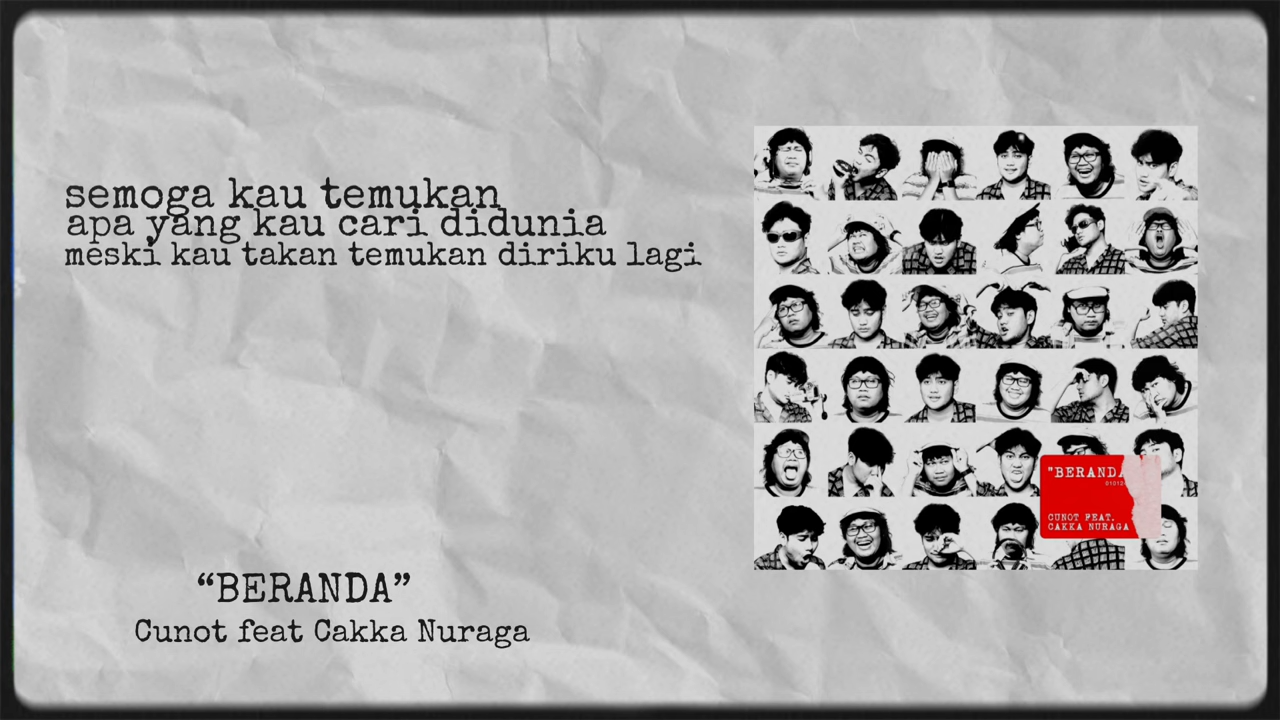 semoga kau temukan
apa yang kau cari didunia
meski kau takan temukan diriku lagi
"BERANDA
CUNOT FEAT.
CAKKA NURAGA
“BERANDA”
Cunot feat Cakka Nuraga